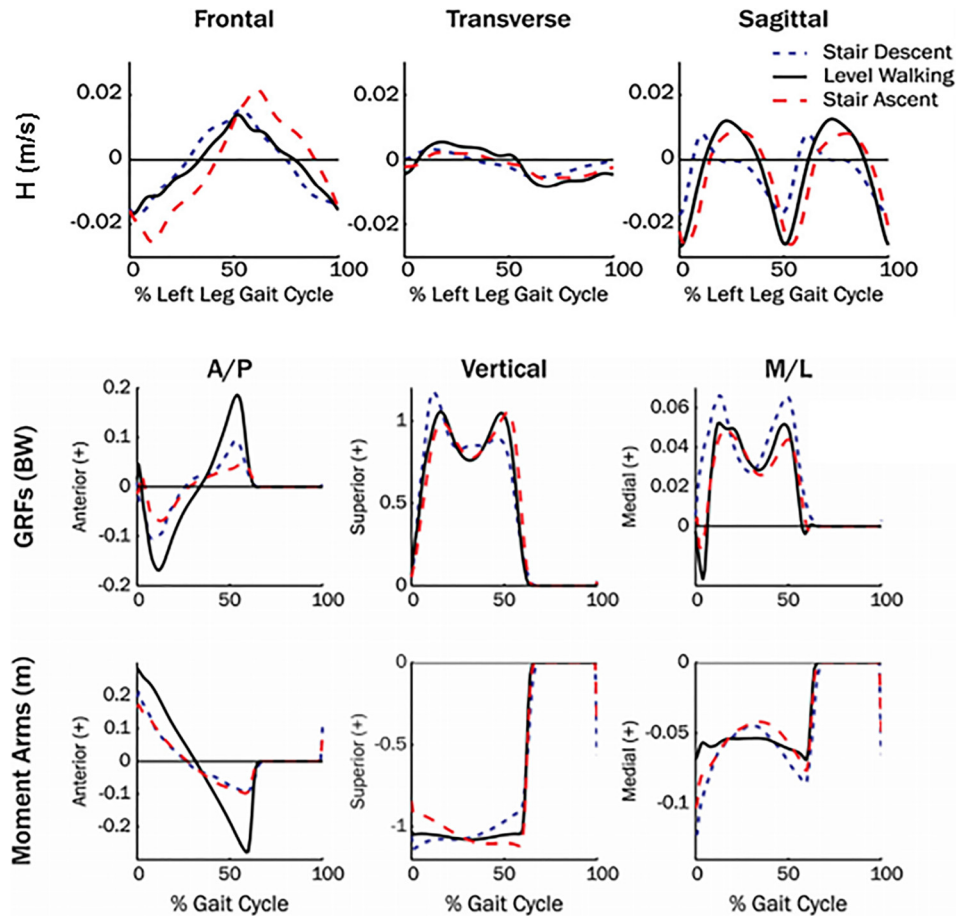 Frontal Transverse Sagittal
Stair Descent
Level Walking
Stair Ascent
H (m/s)
0.02 0.02 0.02
0 0 0
-0.02 -0.02 -0.02
0 50 100 0 50 100 0 50 100
% Left Leg Gait Cycle % Left Leg Gait Cycle % Left Leg Gait Cycle
A/P Vertical M/L
GRFs (BW)
Anterior (+)
0.2
0.1
0
-0.1
-0.2
0 50 100
Superior (+)
1
0.5
0
0 50 100
Medial (+)
0.06
0.04
0.02
0
0 50 100
Moment Arms (m)
Anterior (+)
0.2
0.1
0
-0.1
-0.2
0 50 100
% Gait Cycle
Superior (+)
0
-0.5
-1
0 50 100
% Gait Cycle
Medial (+)
0
-0.05
-0.1
0 50 100
% Gait Cycle